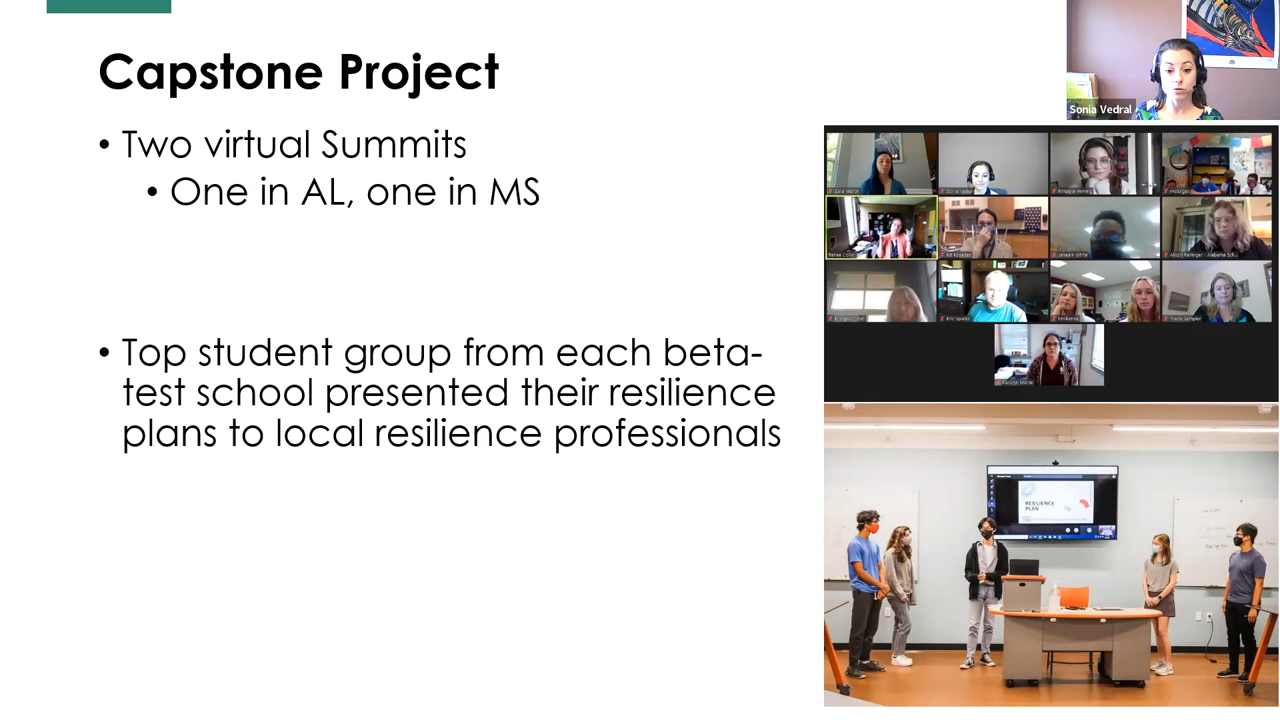 Capstone Project
• Two virtual Summits
• One in AL, one in MS
• Top student group from each beta-
test school presented their resilience
plans to local resilience professionals
Sonia Vedral
RESILIENCE
PLAN